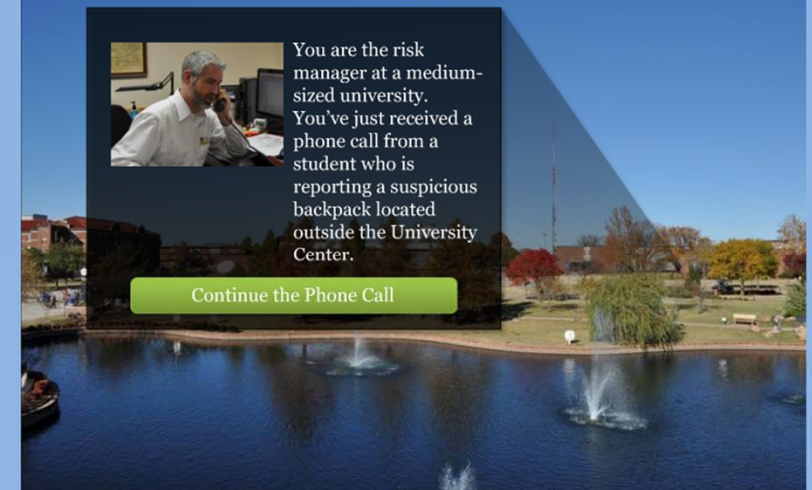 You are the risk
manager at a medium-
sized university.
You’ve just received a
phone call from a
student who is
reporting a suspicious
backpack located
outside the University
Center.
Continue the Phone Call